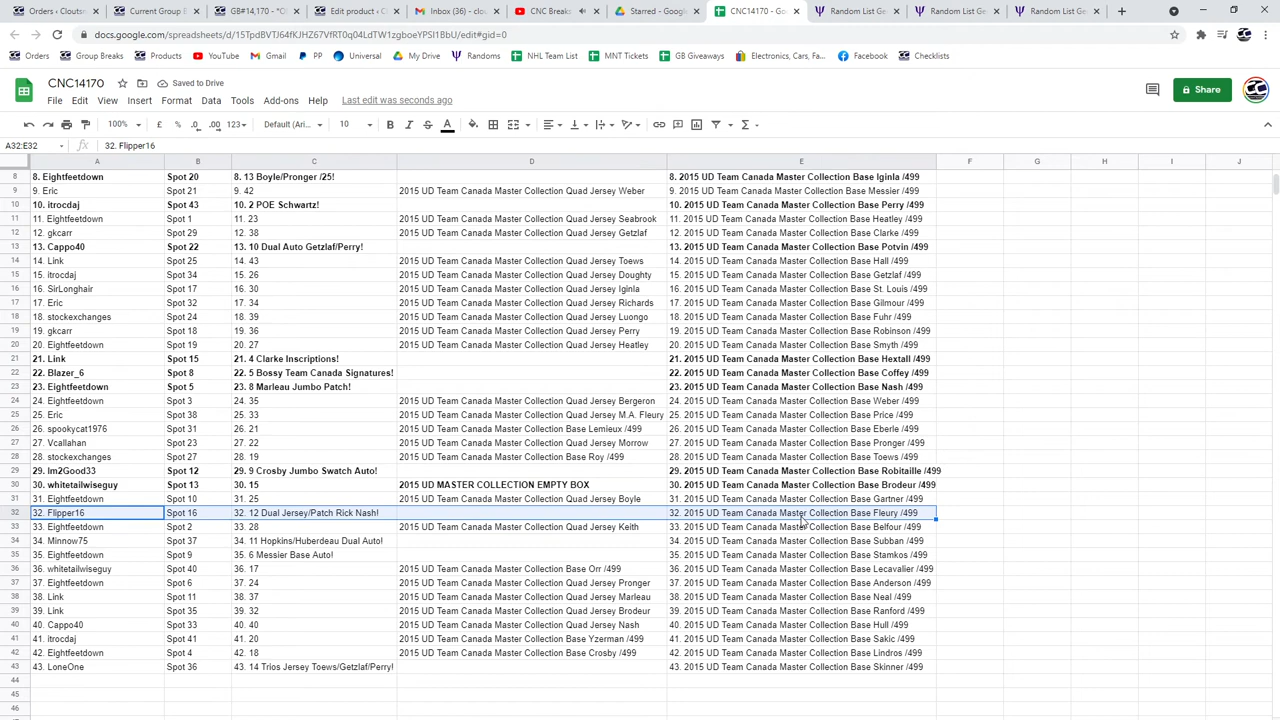 Orders ‹ Clouts
Current Group B
GB#14,170 - *O
Edit product ‹ C
Inbox (36) - clou
CNC Breaks
Starred - Google
CNC14170 - Goo
Random List Ge
Random List Ge
Random List Ge
docs.google.com/spreadsheets/d/15TpdBVTJ64fKJHZ67VfRT0q04LdTW1zgboeYPSI1BbU/edit#gid=0
Orders Group Breaks Products YouTube Gmail PP Universal My Drive Randoms NHL Team List MNT Tickets GB Giveaways Electronics, Cars, Fa... Facebook Checklists
CNC14170 Saved to Drive
File Edit View Insert Format Data Tools Add-ons Help Last edit was seconds ago
Share
100% £ % .0 .00 123 Default (Ari... 10 B I S A
A32:E32 fx 32. Flipper16
A B C D E F G H I J
8 8. Eightfeetdown Spot 20 8. 13 Boyle/Pronger /25! 8. 2015 UD Team Canada Master Collection Base Iginla /499
9 9. Eric Spot 21 9. 42 2015 UD Team Canada Master Collection Quad Jersey Weber 9. 2015 UD Team Canada Master Collection Base Messier /499
10 10. itrocdaj Spot 43 10. 2 POE Schwartz! 10. 2015 UD Team Canada Master Collection Base Perry /499
11 11. Eightfeetdown Spot 1 11. 23 2015 UD Team Canada Master Collection Quad Jersey Seabrook 11. 2015 UD Team Canada Master Collection Base Heatley /499
12 12. gkcarr Spot 29 12. 38 2015 UD Team Canada Master Collection Quad Jersey Getzlaf 12. 2015 UD Team Canada Master Collection Base Clarke /499
13 13. Cappo40 Spot 22 13. 10 Dual Auto Getzlaf/Perry! 13. 2015 UD Team Canada Master Collection Base Potvin /499
14 14. Link Spot 25 14. 43 2015 UD Team Canada Master Collection Quad Jersey Toews 14. 2015 UD Team Canada Master Collection Base Hall /499
15 15. itrocdaj Spot 34 15. 26 2015 UD Team Canada Master Collection Quad Jersey Doughty 15. 2015 UD Team Canada Master Collection Base Getzlaf /499
16 16. SirLonghair Spot 17 16. 30 2015 UD Team Canada Master Collection Quad Jersey Iginla 16. 2015 UD Team Canada Master Collection Base St. Louis /499
17 17. Eric Spot 32 17. 34 2015 UD Team Canada Master Collection Quad Jersey Richards 17. 2015 UD Team Canada Master Collection Base Gilmour /499
18 18. stockexchanges Spot 24 18. 39 2015 UD Team Canada Master Collection Quad Jersey Luongo 18. 2015 UD Team Canada Master Collection Base Fuhr /499
19 19. gkcarr Spot 18 19. 36 2015 UD Team Canada Master Collection Quad Jersey Perry 19. 2015 UD Team Canada Master Collection Base Robinson /499
20 20. Eightfeetdown Spot 19 20. 27 2015 UD Team Canada Master Collection Quad Jersey Heatley 20. 2015 UD Team Canada Master Collection Base Smyth /499
21 21. Link Spot 15 21. 4 Clarke Inscriptions! 21. 2015 UD Team Canada Master Collection Base Hextall /499
22 22. Blazer_6 Spot 8 22. 5 Bossy Team Canada Signatures! 22. 2015 UD Team Canada Master Collection Base Coffey /499
23 23. Eightfeetdown Spot 5 23. 8 Marleau Jumbo Patch! 23. 2015 UD Team Canada Master Collection Base Nash /499
24 24. Eightfeetdown Spot 3 24. 35 2015 UD Team Canada Master Collection Quad Jersey Bergeron 24. 2015 UD Team Canada Master Collection Base Weber /499
25 25. Eric Spot 38 25. 33 2015 UD Team Canada Master Collection Quad Jersey M.A. Fleury 25. 2015 UD Team Canada Master Collection Base Price /499
26 26. spookycat1976 Spot 31 26. 21 2015 UD Team Canada Master Collection Base Lemieux /499 26. 2015 UD Team Canada Master Collection Base Eberle /499
27 27. Vcallahan Spot 23 27. 22 2015 UD Team Canada Master Collection Quad Jersey Morrow 27. 2015 UD Team Canada Master Collection Base Pronger /499
28 28. stockexchanges Spot 27 28. 19 2015 UD Team Canada Master Collection Base Roy /499 28. 2015 UD Team Canada Master Collection Base Toews /499
29 29. Im2Good33 Spot 12 29. 9 Crosby Jumbo Swatch Auto! 29. 2015 UD Team Canada Master Collection Base Robitaille /499
30 30. whitetailwiseguy Spot 13 30. 15 2015 UD MASTER COLLECTION EMPTY BOX 30. 2015 UD Team Canada Master Collection Base Brodeur /499
31 31. Eightfeetdown Spot 10 31. 25 2015 UD Team Canada Master Collection Quad Jersey Boyle 31. 2015 UD Team Canada Master Collection Base Gartner /499
32 32. Flipper16 Spot 16 32. 12 Dual Jersey/Patch Rick Nash! 32. 2015 UD Team Canada Master Collection Base Fleury /499
33 33. Eightfeetdown Spot 2 33. 28 2015 UD Team Canada Master Collection Quad Jersey Keith 33. 2015 UD Team Canada Master Collection Base Belfour /499
34 34. Minnow75 Spot 37 34. 11 Hopkins/Huberdeau Dual Auto! 34. 2015 UD Team Canada Master Collection Base Subban /499
35 35. Eightfeetdown Spot 9 35. 6 Messier Base Auto! 35. 2015 UD Team Canada Master Collection Base Stamkos /499
36 36. whitetailwiseguy Spot 40 36. 17 2015 UD Team Canada Master Collection Base Orr /499 36. 2015 UD Team Canada Master Collection Base Lecavalier /499
37 37. Eightfeetdown Spot 6 37. 24 2015 UD Team Canada Master Collection Quad Jersey Pronger 37. 2015 UD Team Canada Master Collection Base Anderson /499
38 38. Link Spot 11 38. 37 2015 UD Team Canada Master Collection Quad Jersey Marleau 38. 2015 UD Team Canada Master Collection Base Neal /499
39 39. Link Spot 35 39. 32 2015 UD Team Canada Master Collection Quad Jersey Brodeur 39. 2015 UD Team Canada Master Collection Base Ranford /499
40 40. Cappo40 Spot 33 40. 40 2015 UD Team Canada Master Collection Quad Jersey Nash 40. 2015 UD Team Canada Master Collection Base Hull /499
41 41. itrocdaj Spot 41 41. 20 2015 UD Team Canada Master Collection Base Yzerman /499 41. 2015 UD Team Canada Master Collection Base Sakic /499
42 42. Eightfeetdown Spot 4 42. 18 2015 UD Team Canada Master Collection Base Crosby /499 42. 2015 UD Team Canada Master Collection Base Lindros /499
43 43. LoneOne Spot 36 43. 14 Trios Jersey Toews/Getzlaf/Perry! 43. 2015 UD Team Canada Master Collection Base Skinner /499
44
45
46